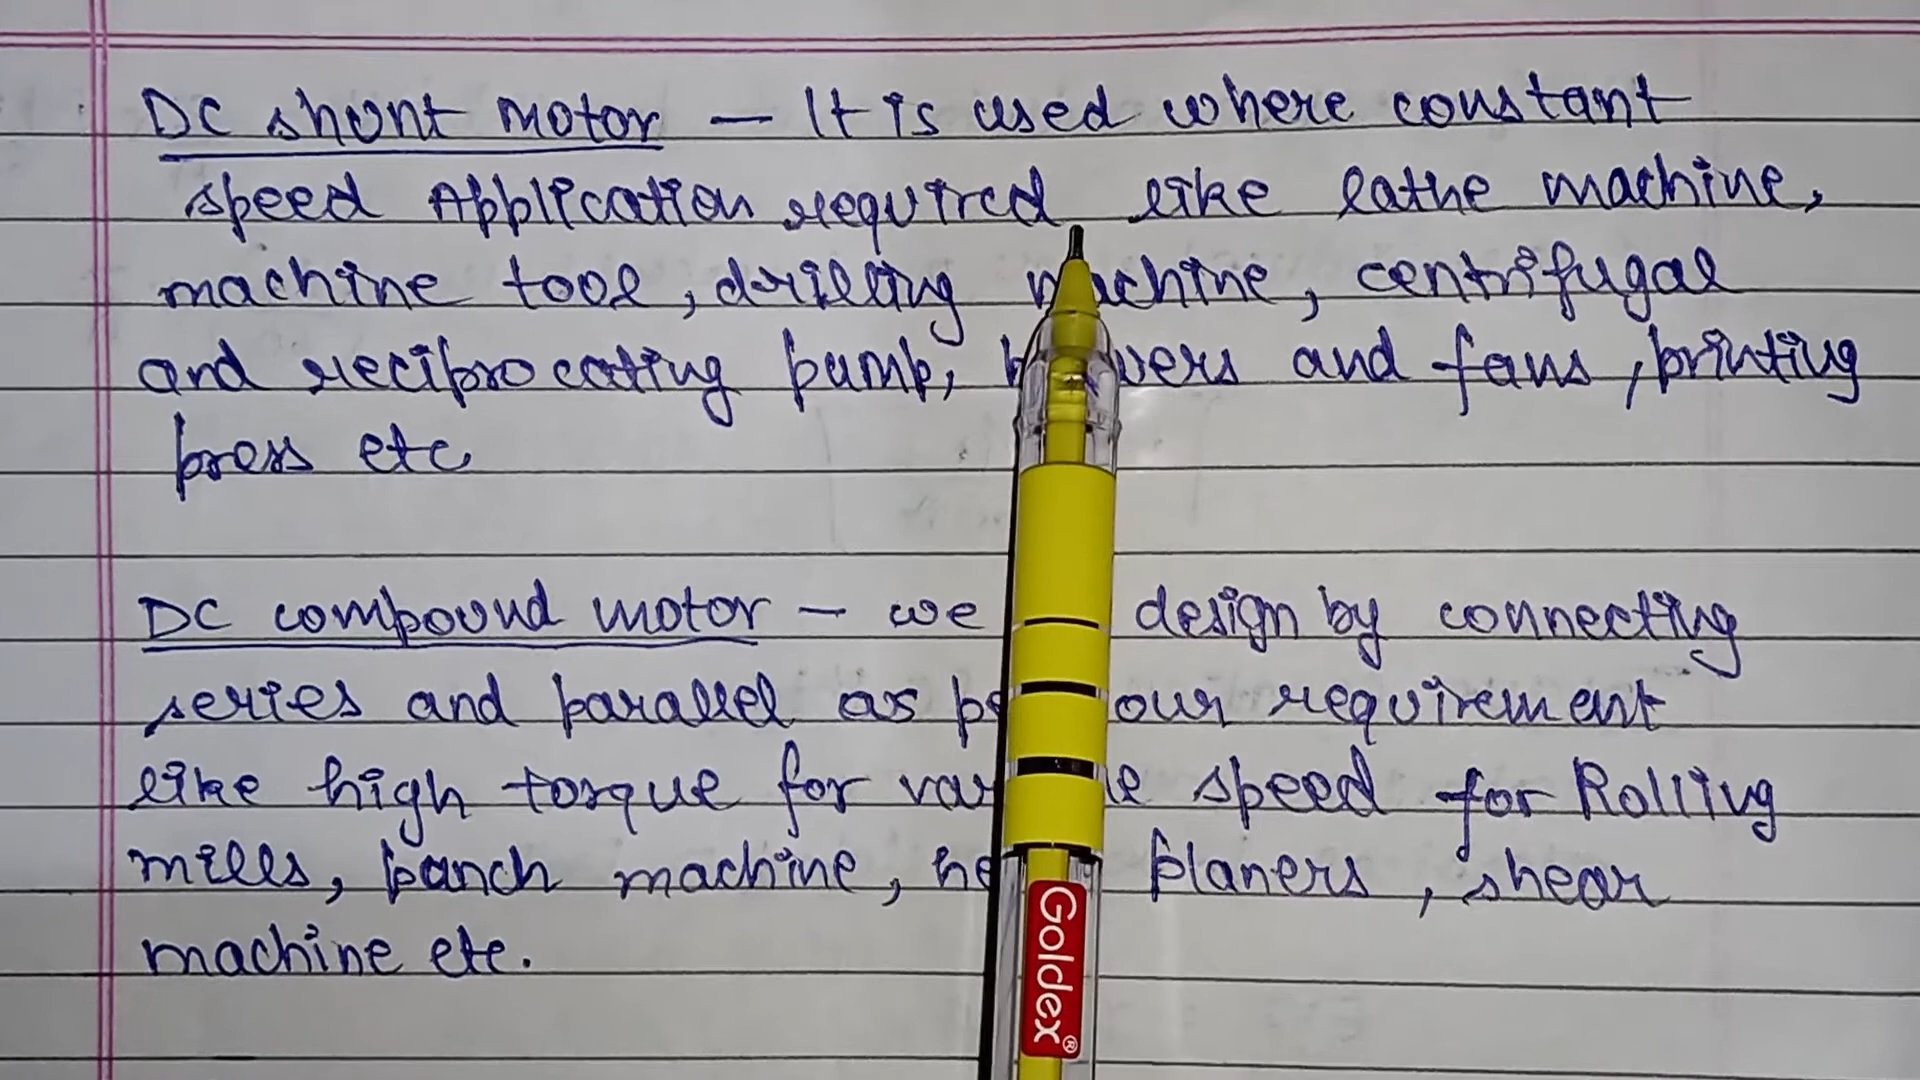 DC shunt motor - It is used where constant
speed Application required like lathe machine,
machine tool, drilling machine, centrifugal
and reciprocating pump, blowers and fans, printing
press etc
DC compound motor - we design by connecting
series and parallel as our requirement
like high torque for speed for Rolling
mills, panch machine, planers, shear
machine etc.
Goldex®